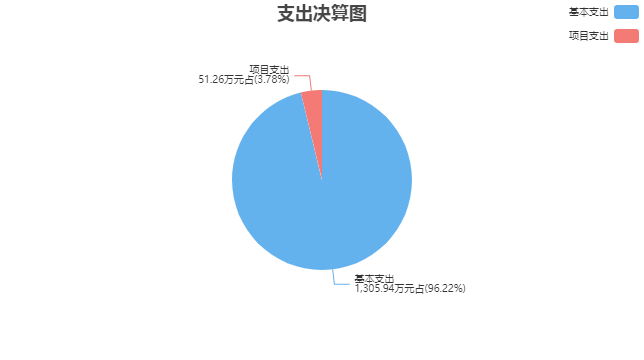 支出决算图
基本支出
项目支出
项目支出
51.26万元占(3.78%)
基本支出
1,305.94万元占(96.22%)